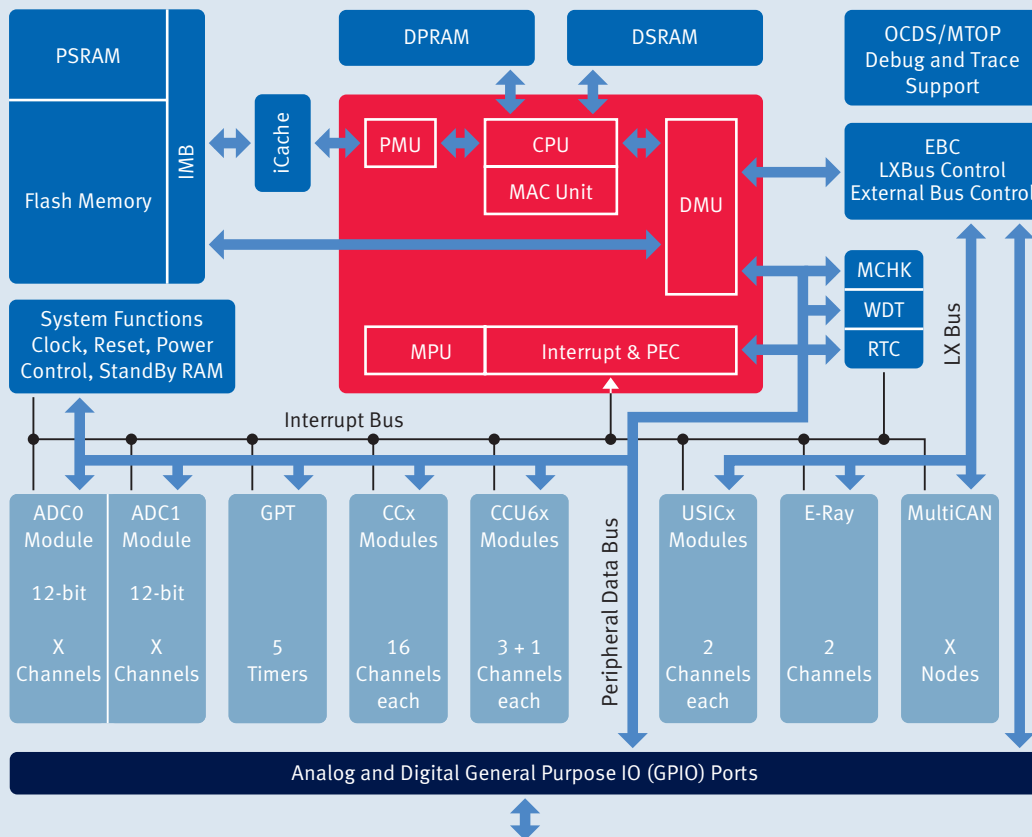 PSRAM
Flash Memory
IMB
iCache
DPRAM
DSRAM
OCDS/MTOP
Debug and Trace
Support
PMU
CPU
MAC Unit
DMU
EBC
LXBus Control
External Bus Control
MPU
Interrupt & PEC
MCHK
WDT
RTC
LX Bus
System Functions
Clock, Reset, Power
Control, StandBy RAM
Interrupt Bus
ADC0
Module
12-bit
X
Channels
ADC1
Module
12-bit
X
Channels
GPT
5
Timers
CCx
Modules
16
Channels
each
CCU6x
Modules
3 + 1
Channels
each
Peripheral Data Bus
USICx
Modules
2
Channels
each
E-Ray
2
Channels
MultiCAN
X
Nodes
Analog and Digital General Purpose IO (GPIO) Ports